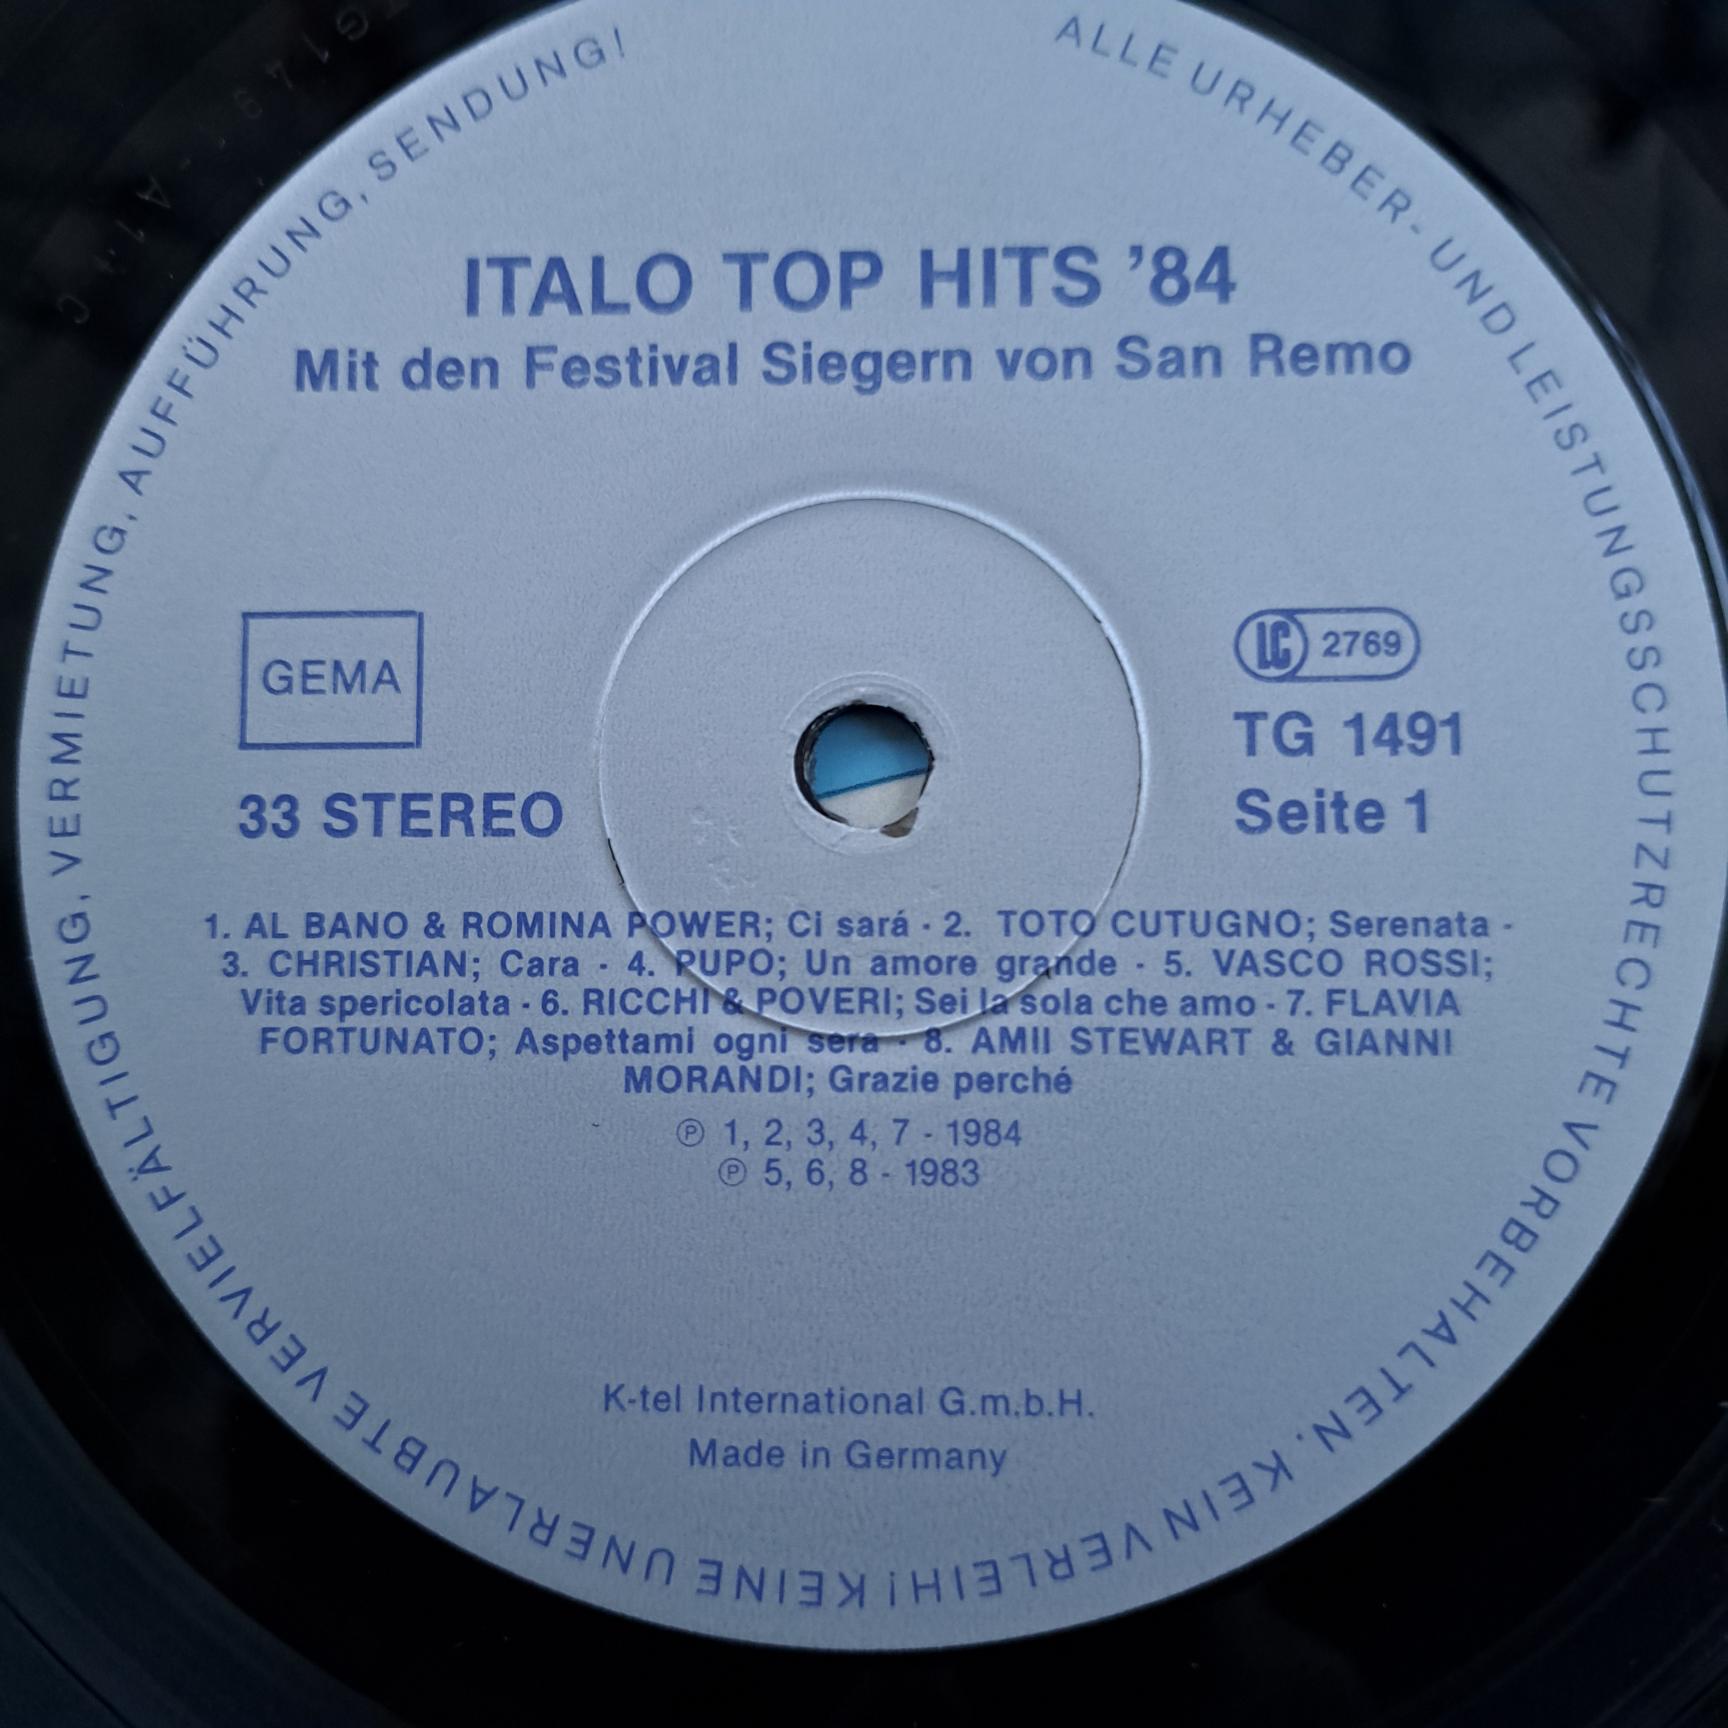 ALLE URHEBER- UND LEISTUNGSSCHUTZRECHTE VORBEHALTEN. KEIN VERLEIH! KEINE UNERLAUBTE VERVIELFÄLTIGUNG, VERMIETUNG, AUFFÜHRUNG, SENDUNG!
ITALO TOP HITS '84
Mit den Festival Siegern von San Remo
GEMA
33 STEREO
LC 2769
TG 1491
Seite 1
1. AL BANO & ROMINA POWER; Ci sará · 2. TOTO CUTUGNO; Serenata ·
3. CHRISTIAN; Cara · 4. PUPO; Un amore grande · 5. VASCO ROSSI;
Vita spericolata · 6. RICCHI & POVERI; Sei la sola che amo · 7. FLAVIA
FORTUNATO; Aspettami ogni sera · 8. AMII STEWART & GIANNI
MORANDI; Grazie perché
Ⓟ 1, 2, 3, 4, 7 - 1984
Ⓟ 5, 6, 8 - 1983
K-tel International G.m.b.H.
Made in Germany